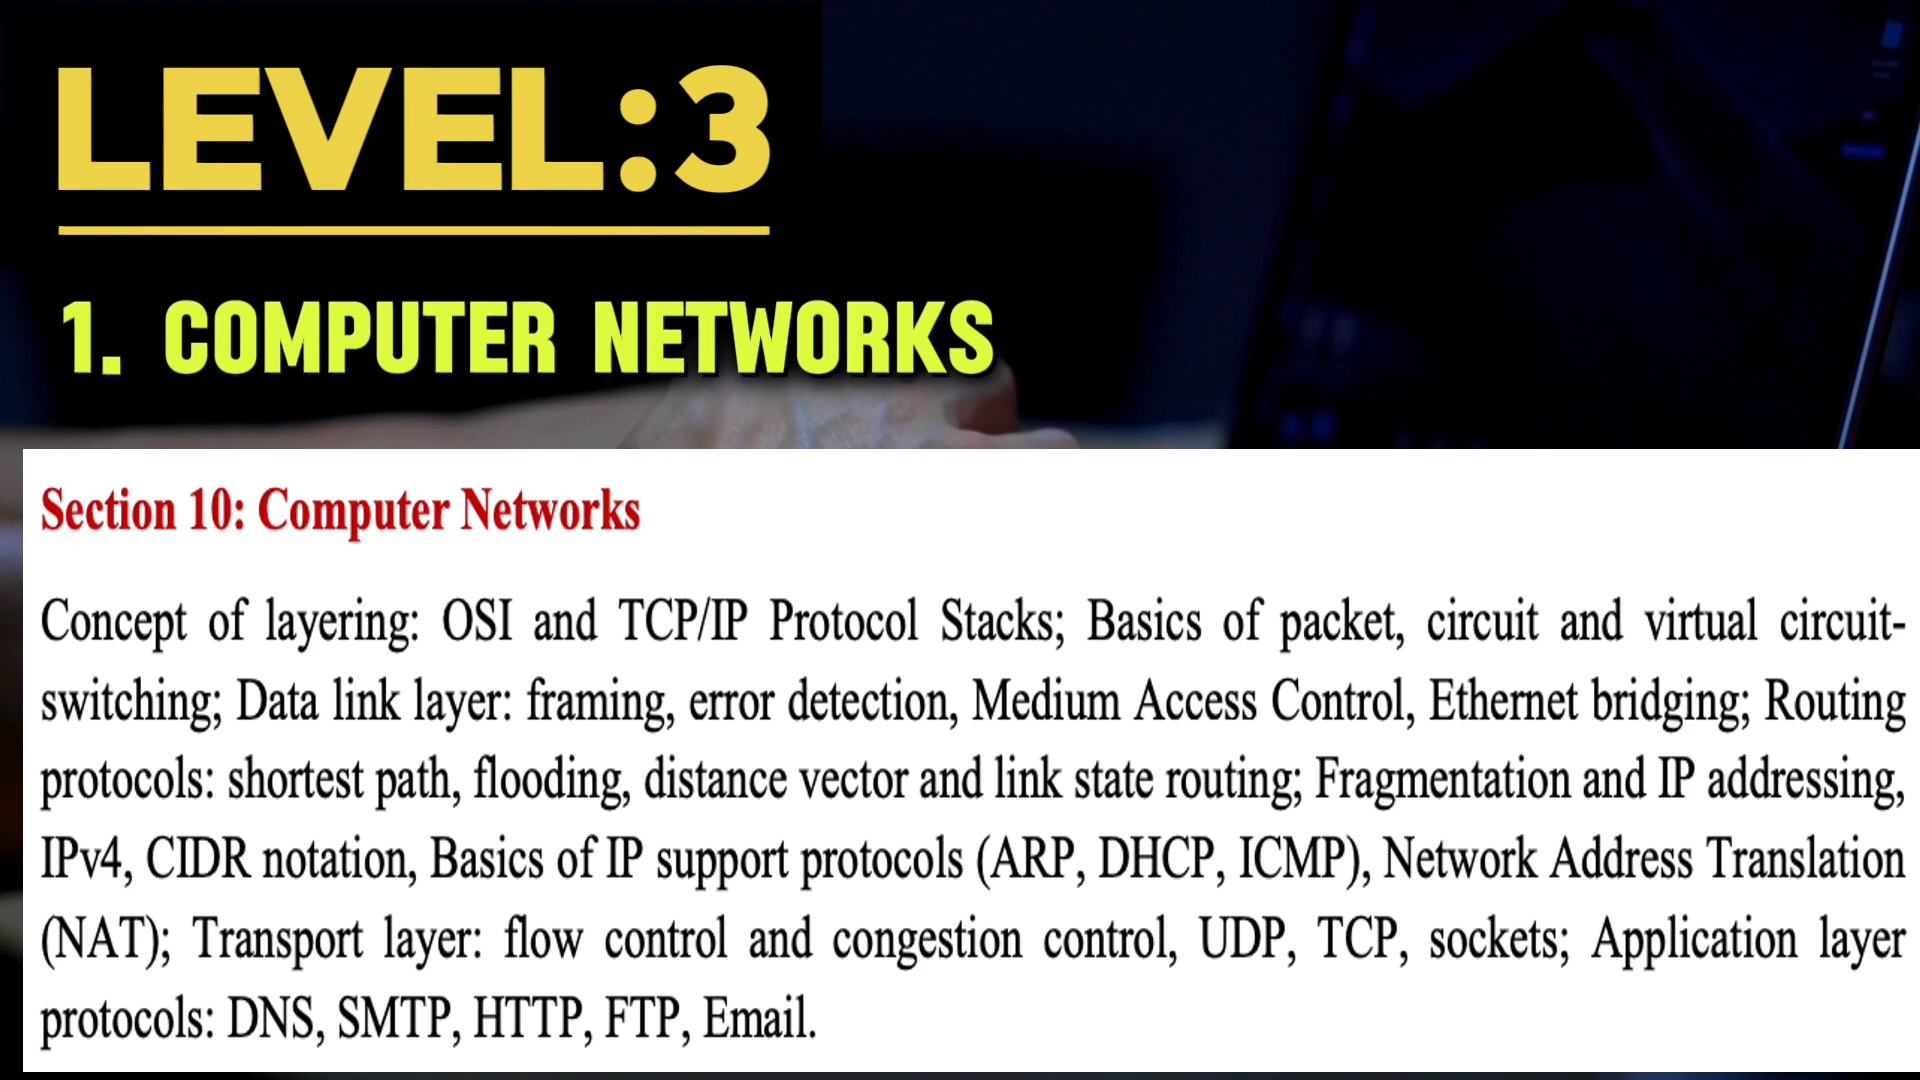 LEVEL:3
1. COMPUTER NETWORKS
Section 10: Computer Networks
Concept of layering: OSI and TCP/IP Protocol Stacks; Basics of packet, circuit and virtual circuit-
switching; Data link layer: framing, error detection, Medium Access Control, Ethernet bridging; Routing
protocols: shortest path, flooding, distance vector and link state routing; Fragmentation and IP addressing,
IPv4, CIDR notation, Basics of IP support protocols (ARP, DHCP, ICMP), Network Address Translation
(NAT); Transport layer: flow control and congestion control, UDP, TCP, sockets; Application layer
protocols: DNS, SMTP, HTTP, FTP, Email.